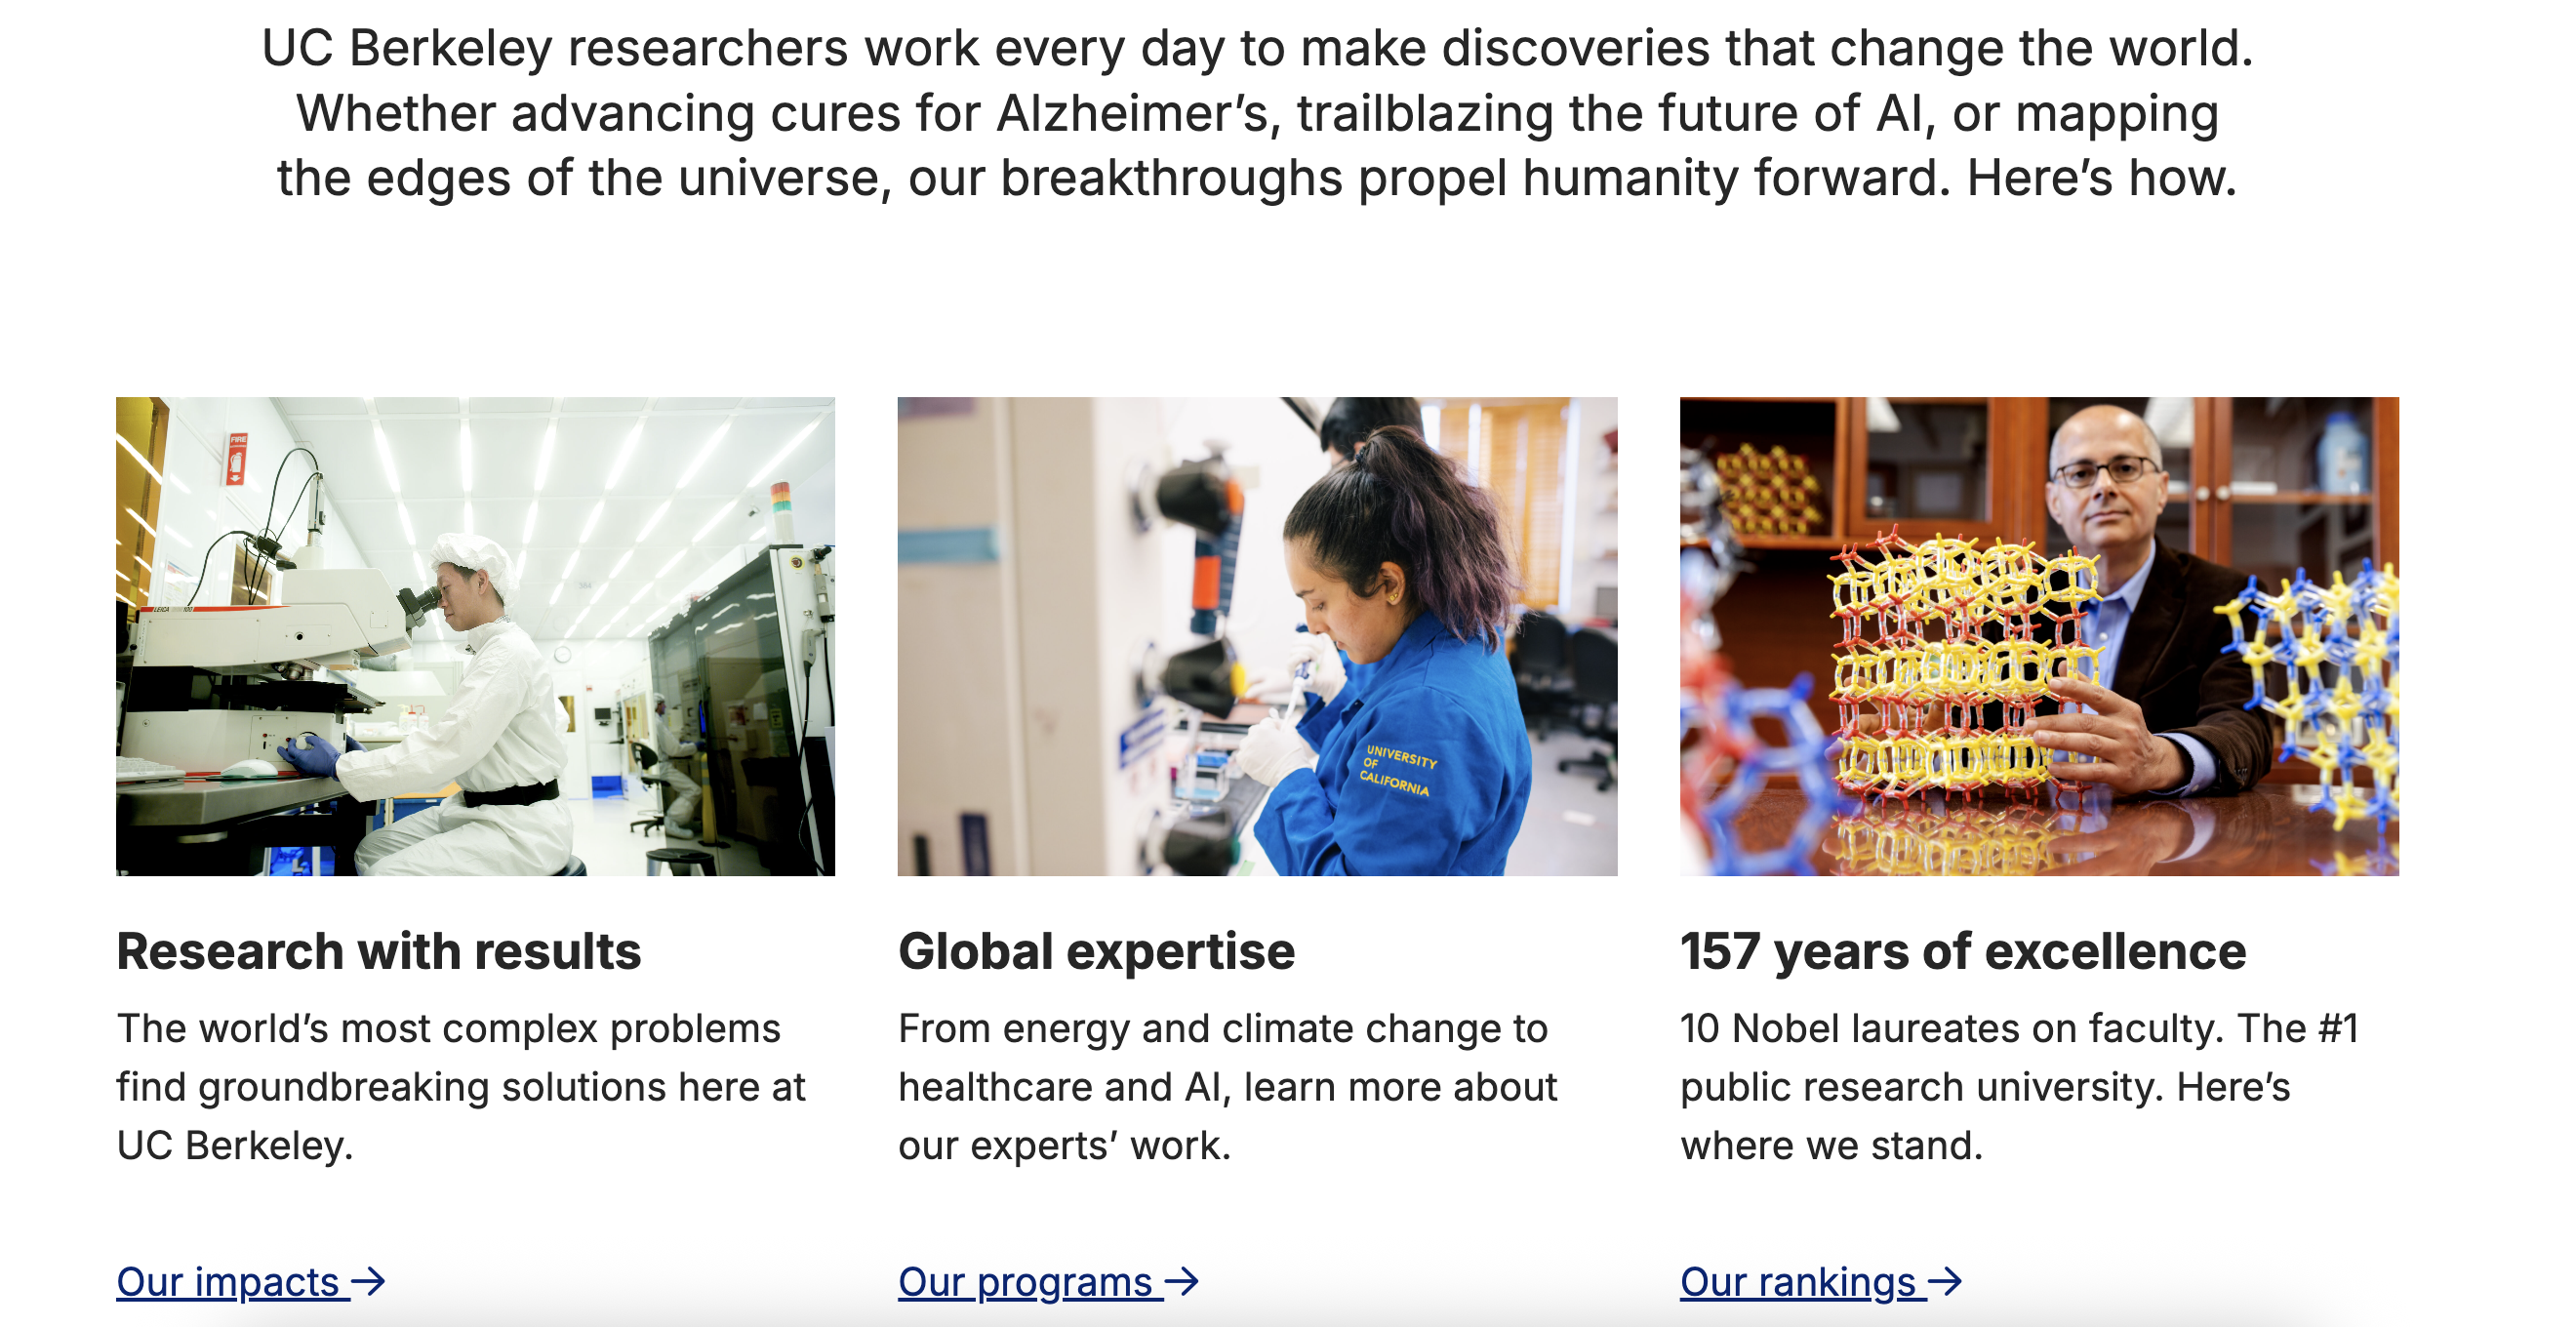 UC Berkeley researchers work every day to make discoveries that change the world.
Whether advancing cures for Alzheimer’s, trailblazing the future of AI, or mapping
the edges of the universe, our breakthroughs propel humanity forward. Here’s how.
FIRE
LEICA
UNIVERSITY
OF
CALIFORNIA
Research with results
The world’s most complex problems
find groundbreaking solutions here at
UC Berkeley.
Our impacts →
Global expertise
From energy and climate change to
healthcare and AI, learn more about
our experts’ work.
Our programs →
157 years of excellence
10 Nobel laureates on faculty. The #1
public research university. Here’s
where we stand.
Our rankings →